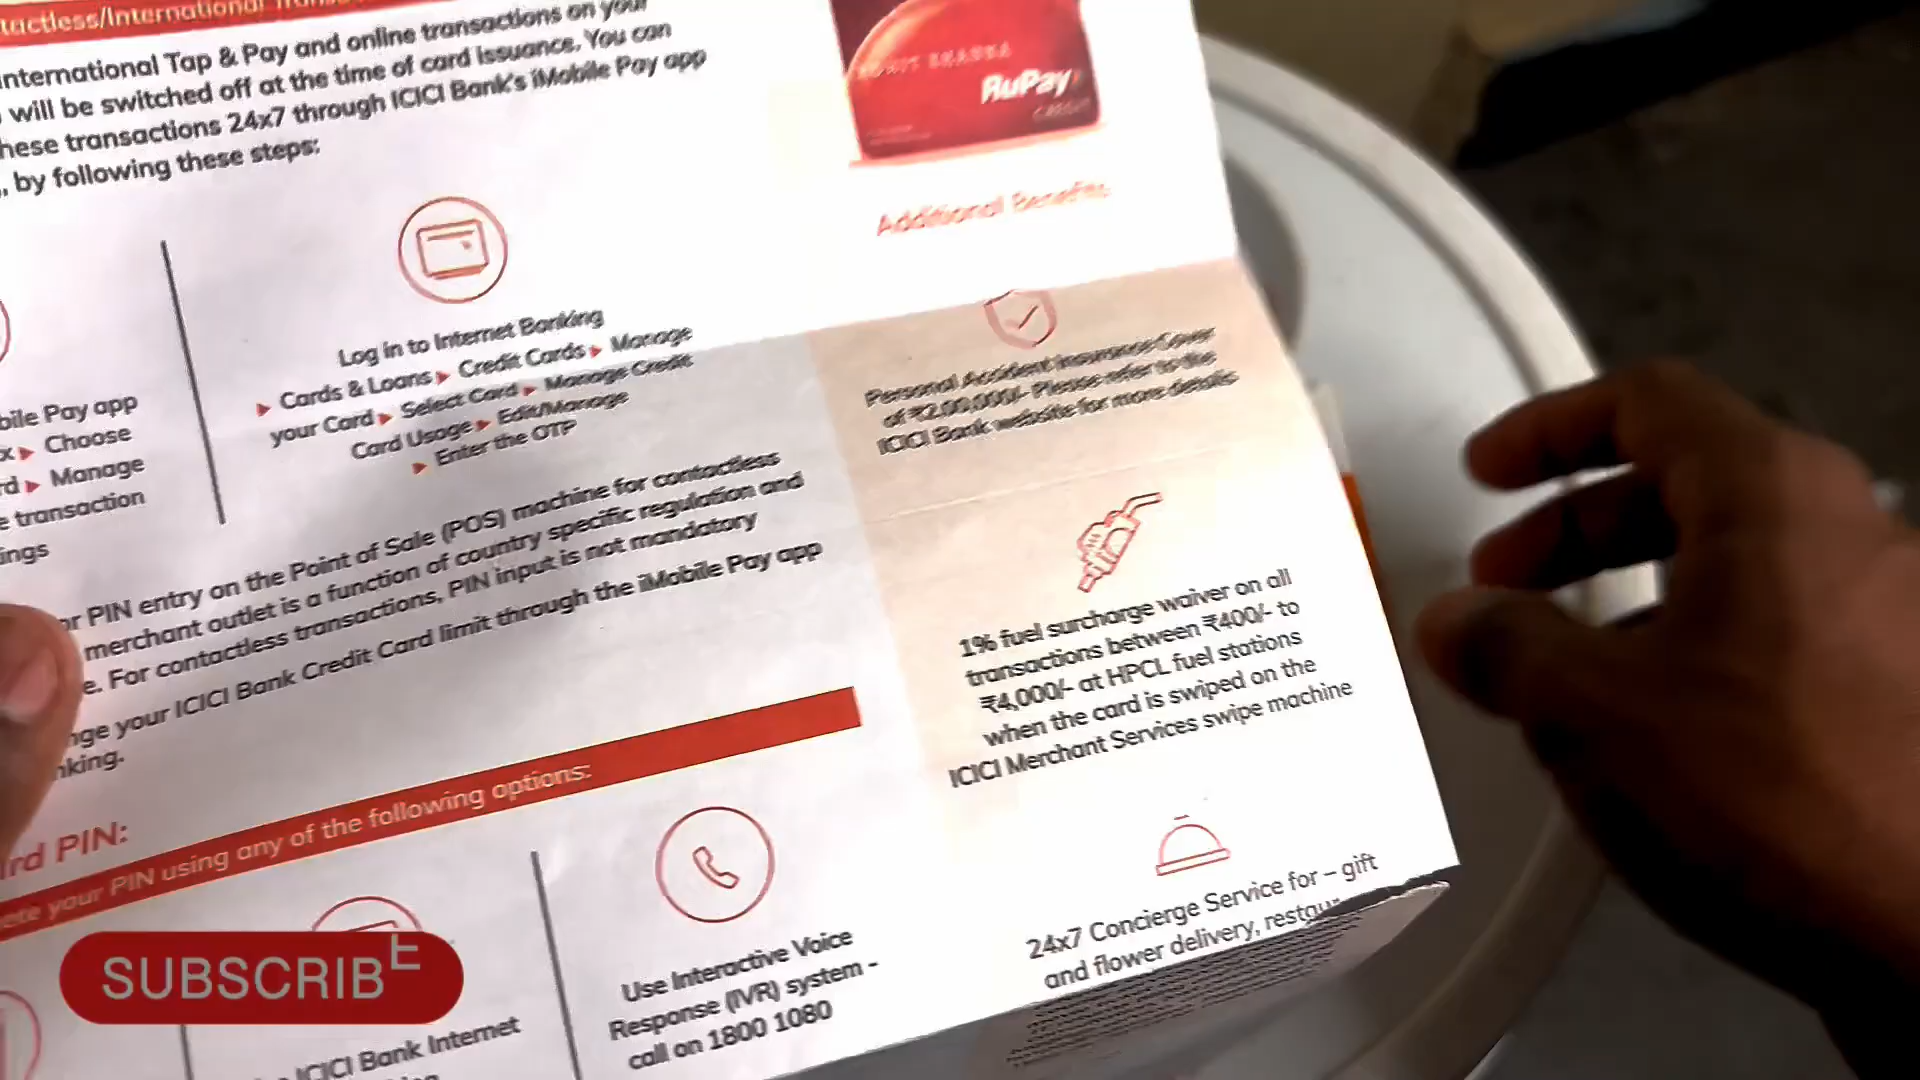 tactless/International
nternational Tap & Pay and online transactions on your
will be switched off at the time of card issuance. You can
hese transactions 24x7 through ICICI Bank's iMobile Pay app
, by following these steps:
Log in to Internet Banking
▸ Cards & Loans ▸ Credit Cards ▸ Manage
your Card ▸ Select Card ▸ Manage Credit
Card Usage ▸ Edit/Manage
▸ Enter the OTP
bile Pay app
x ▸ Choose
rd ▸ Manage
e transaction
ings
or PIN entry on the Point of Sale (POS) machine for contactless
merchant outlet is a function of country specific regulation and
e. For contactless transactions, PIN input is not mandatory
nge your ICICI Bank Credit Card limit through the iMobile Pay app
nking.
rd PIN:
ate your PIN using any of the following options:
Use Interactive Voice
Response (IVR) system -
call on 1800 1080
ICICI Bank Internet
RuPay
Additional Benefits
Personal Accident Insurance Cover
of ₹2,00,000/- Please refer to the
ICICI Bank website for more details
1% fuel surcharge waiver on all
transactions between ₹400/- to
₹4,000/- at HPCL fuel stations
when the card is swiped on the
ICICI Merchant Services swipe machine
24x7 Concierge Service for – gift
and flower delivery, restau
SUBSCRIBE